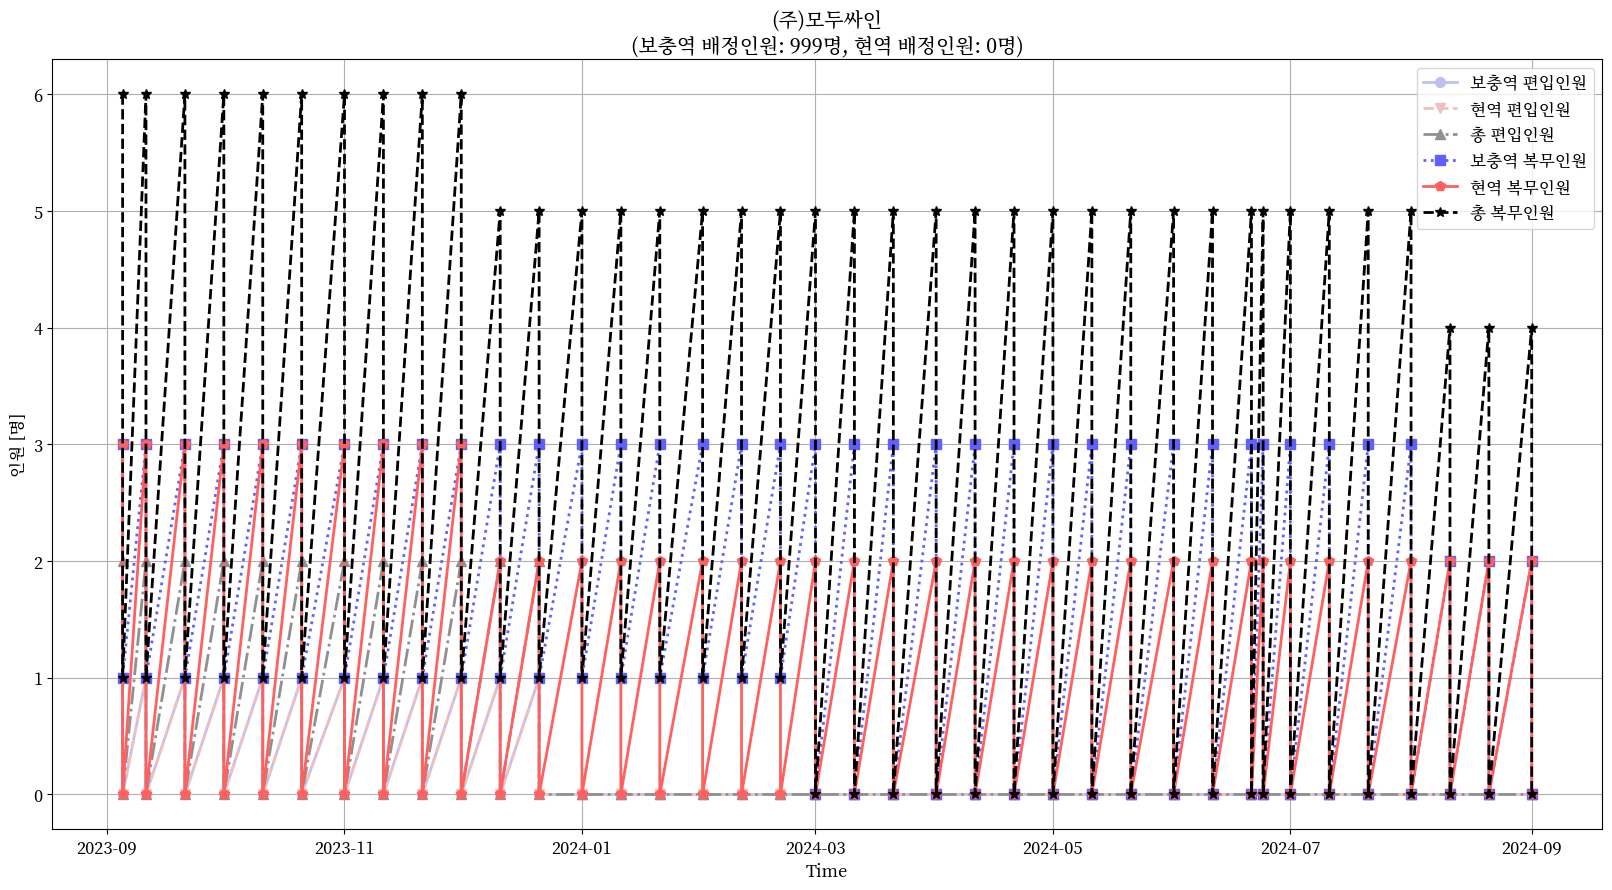 (주)모두싸인
(보충역 배정인원: 999명, 현역 배정인원: 0명)
보충역 편입인원
현역 편입인원
총 편입인원
보충역 복무인원
현역 복무인원
총 복무인원
인원 [명]
6
5
4
3
2
1
0
2023-09
2023-11
2024-01
2024-03
2024-05
2024-07
2024-09
Time